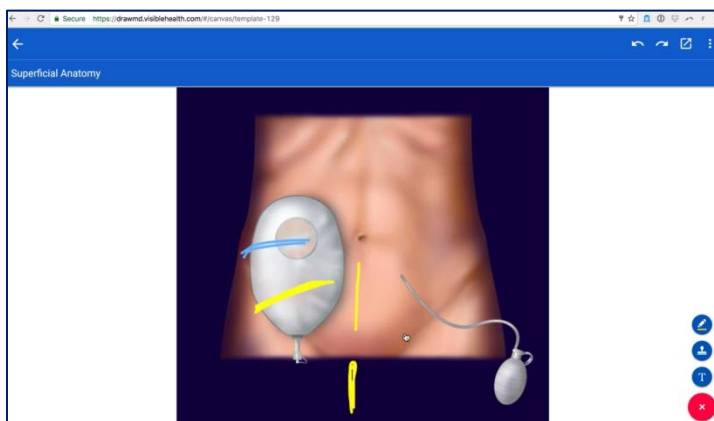 Secure https://drawmd.visiblehealth.com/#/canvas/template-129
Superficial Anatomy
T